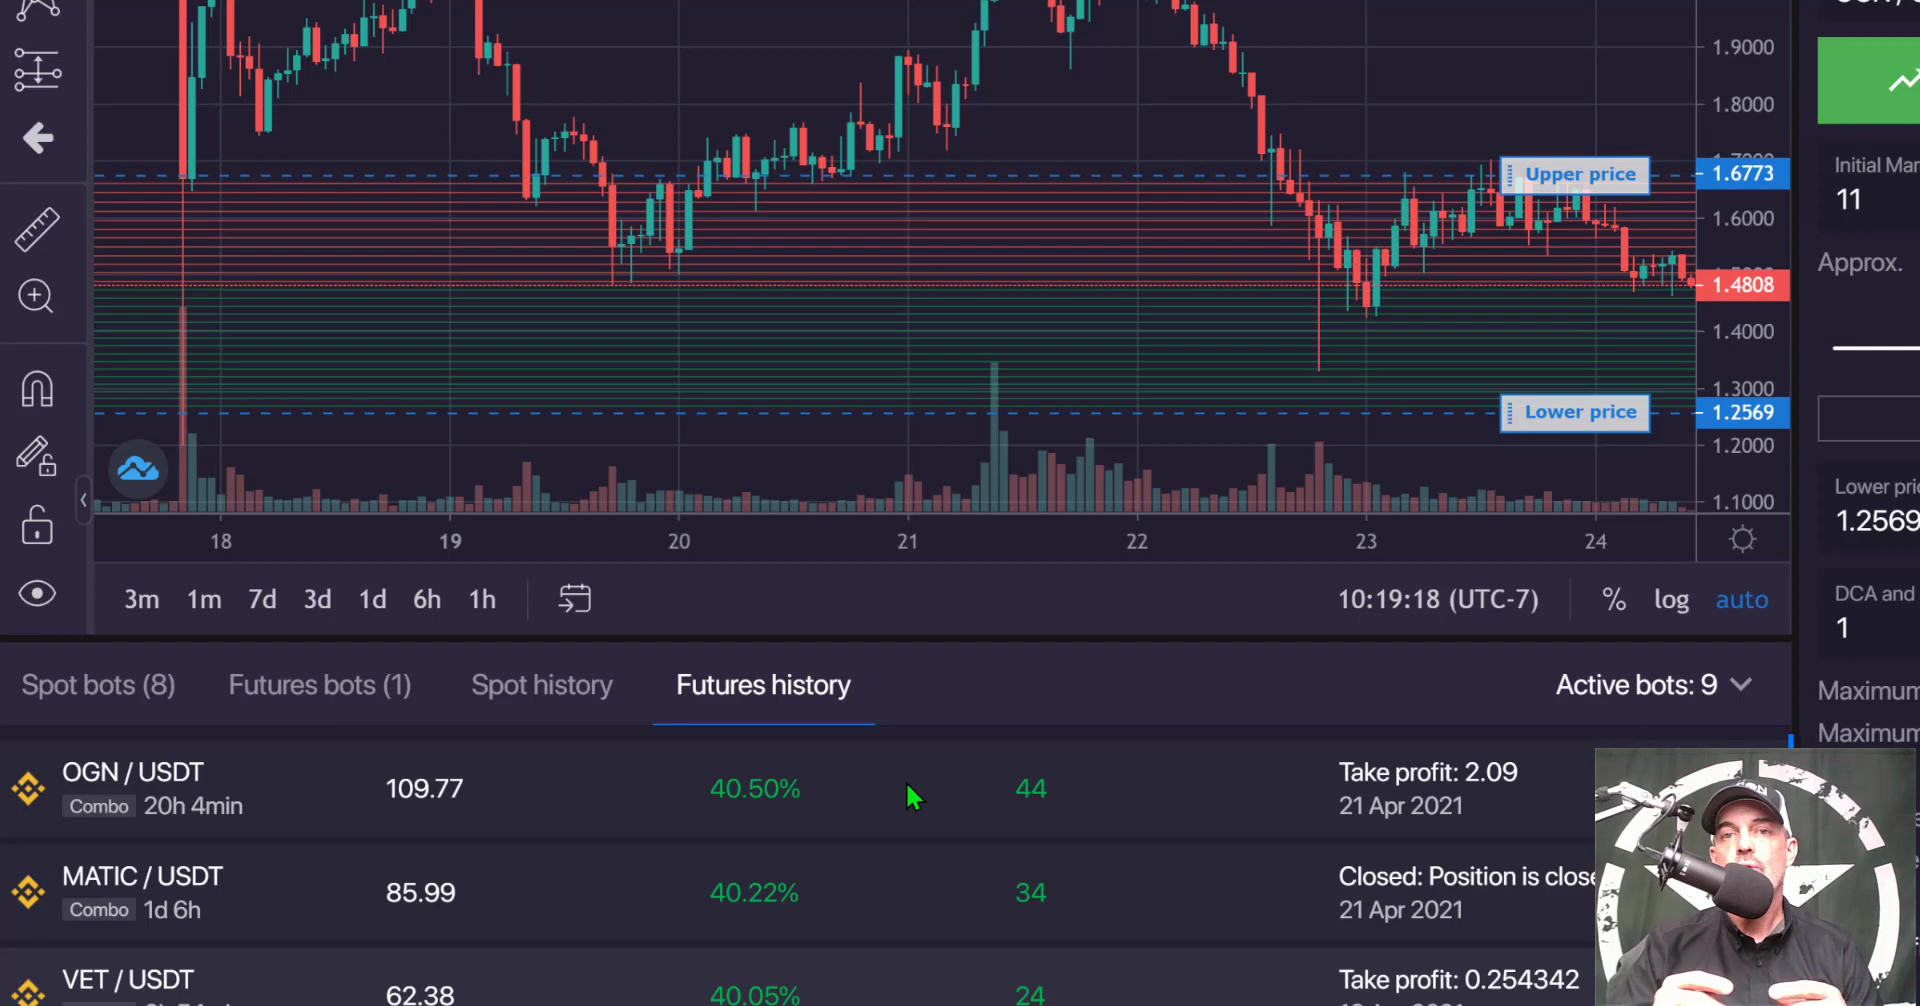 1.9000
1.8000
Initial Mar
Upper price
1.6773
11
1.6000
Approx.
1.4808
1.4000
1.3000
Lower price
1.2569
1.2000
Lower pric
1.2569
1.1000
18 19 20 21 22 23 24
3m 1m 7d 3d 1d 6h 1h
10:19:18 (UTC-7)
% log auto
DCA and
1
Spot bots (8) Futures bots (1) Spot history Futures history
Active bots: 9
Maximum
Maximum
OGN / USDT
Combo 20h 4min
109.77
40.50%
44
Take profit: 2.09
21 Apr 2021
MATIC / USDT
Combo 1d 6h
85.99
40.22%
34
Closed: Position is close
21 Apr 2021
VET / USDT
62.38
40.05%
24
Take profit: 0.254342